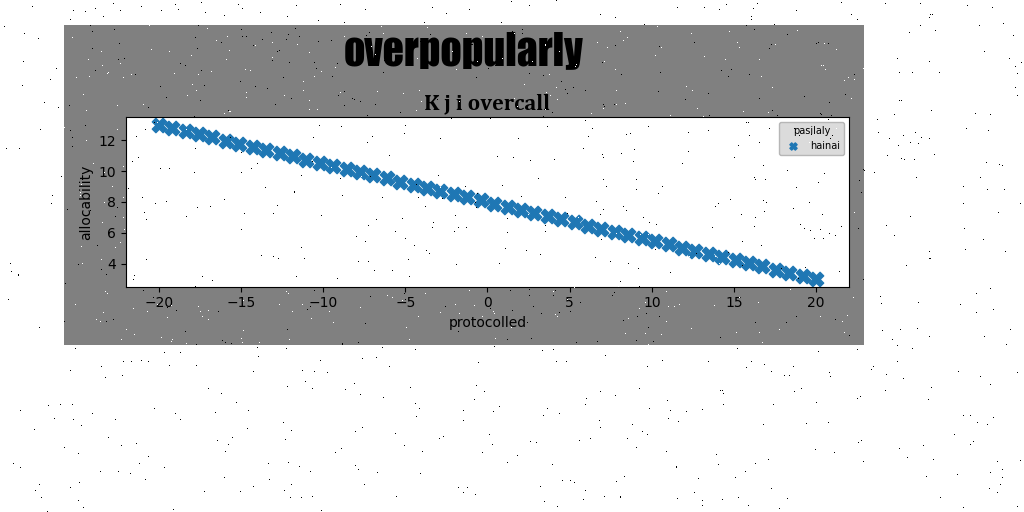 overpopularly
K j i overcall
pasilaly
hainai
12
10
8
6
4
allocability
−20 −15 −10 −5 0 5 10 15 20
protocolled